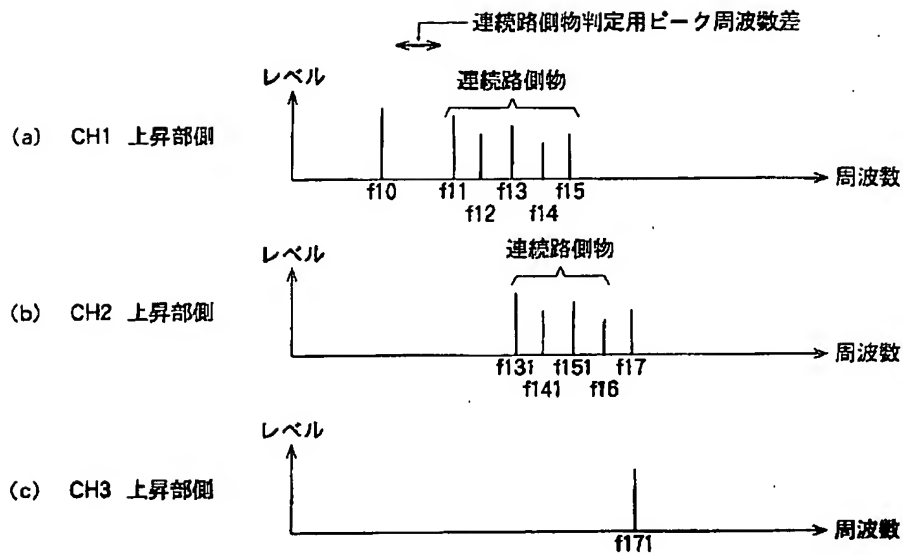 連続路側物判定用ピーク周波数差
レベル
連続路側物
(a) CH1 上昇部側
周波数
f10 f11 f13 f15
f12 f14
レベル
連続路側物
(b) CH2 上昇部側
周波数
f131 f151 f17
f141 f16
レベル
(c) CH3 上昇部側
周波数
f171